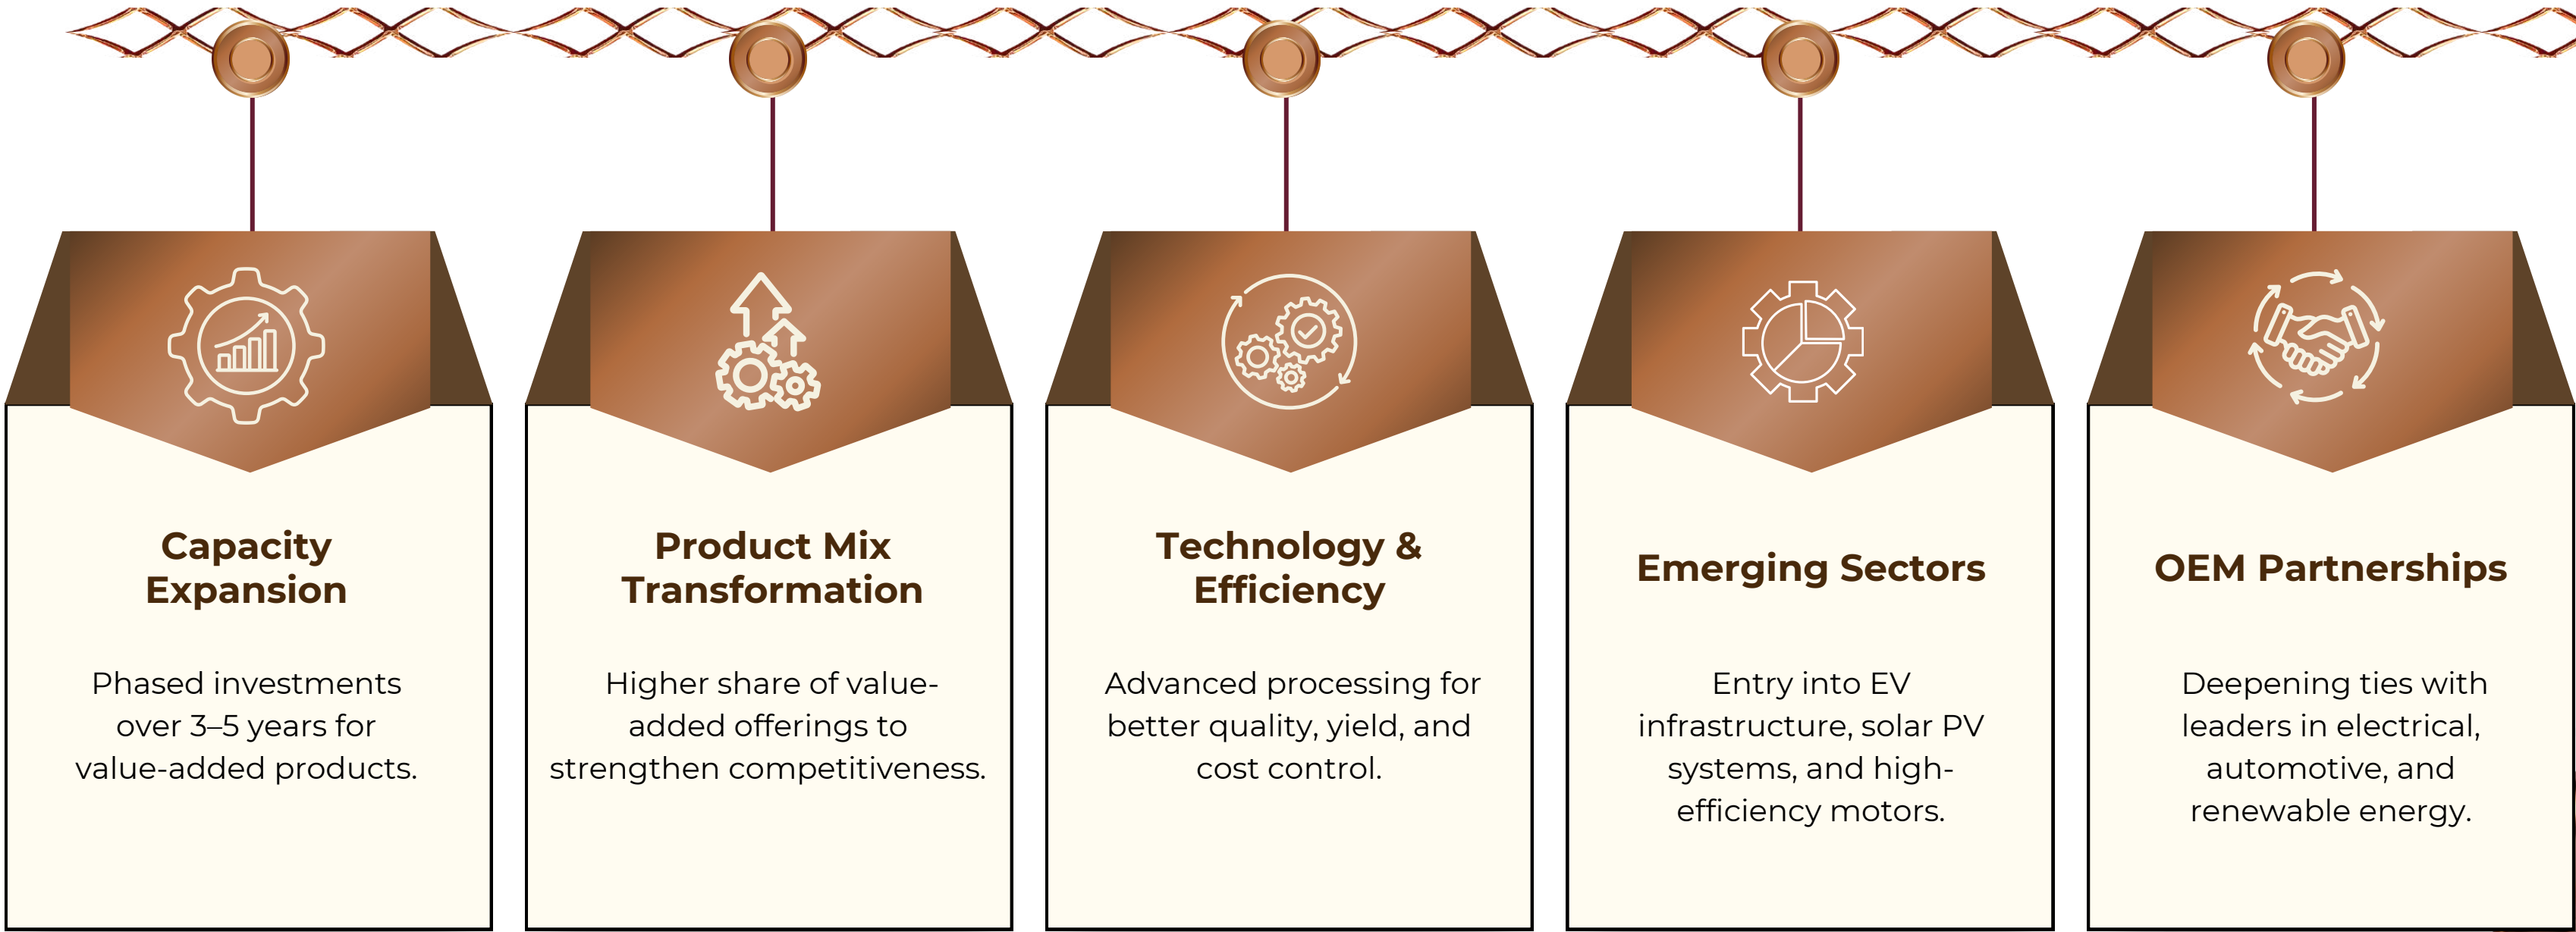 Capacity
Expansion
Phased investments
over 3–5 years for
value-added products.
Product Mix
Transformation
Higher share of value-
added offerings to
strengthen competitiveness.
Technology &
Efficiency
Advanced processing for
better quality, yield, and
cost control.
Emerging Sectors
Entry into EV
infrastructure, solar PV
systems, and high-
efficiency motors.
OEM Partnerships
Deepening ties with
leaders in electrical,
automotive, and
renewable energy.